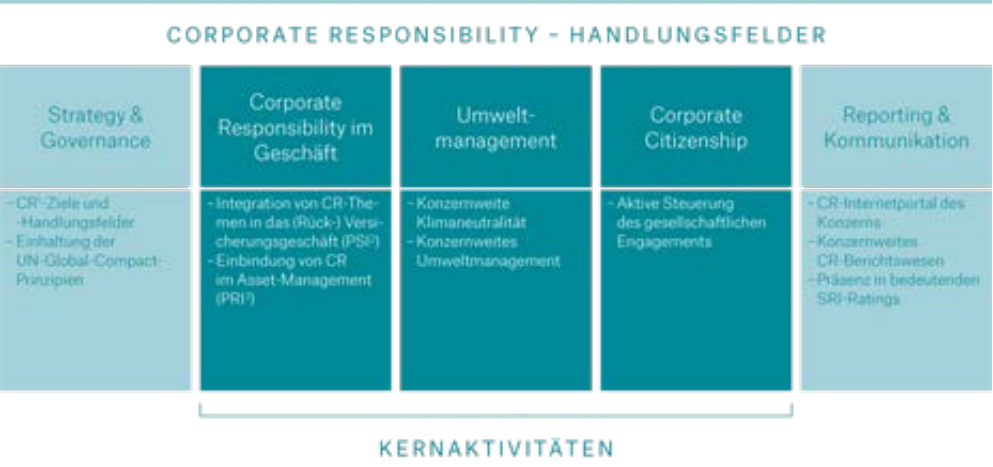 CORPORATE RESPONSIBILITY – HANDLUNGSFELDER
Strategy &
Governance
– CR¹-Ziele und
-Handlungsfelder
– Einhaltung der
UN-Global-Compact-
Prinzipien
Corporate
Responsibility im
Geschäft
– Integration von CR-The-
men in das (Rück-) Versi-
cherungsgeschäft (PSI²)
– Einbindung von CR
im Asset-Management
(PRI³)
Umwelt-
management
– Konzernweite
Klimaneutralität
– Konzernweites
Umweltmanagement
Corporate
Citizenship
– Aktive Steuerung
des gesellschaftlichen
Engagements
Reporting &
Kommunikation
– CR-Internetportal des
Konzerns
– Konzernweites
CR-Berichtswesen
– Präsenz in bedeutenden
SRI-Ratings
KERNAKTIVITÄTEN